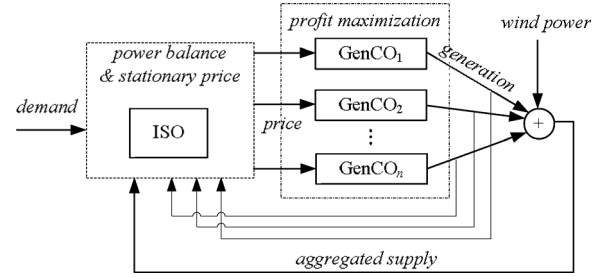 profit maximization
wind power
power balance
& stationary price
GenCO1
generation
demand
ISO
price
GenCO2
+
⋮
GenCOn
aggregated supply